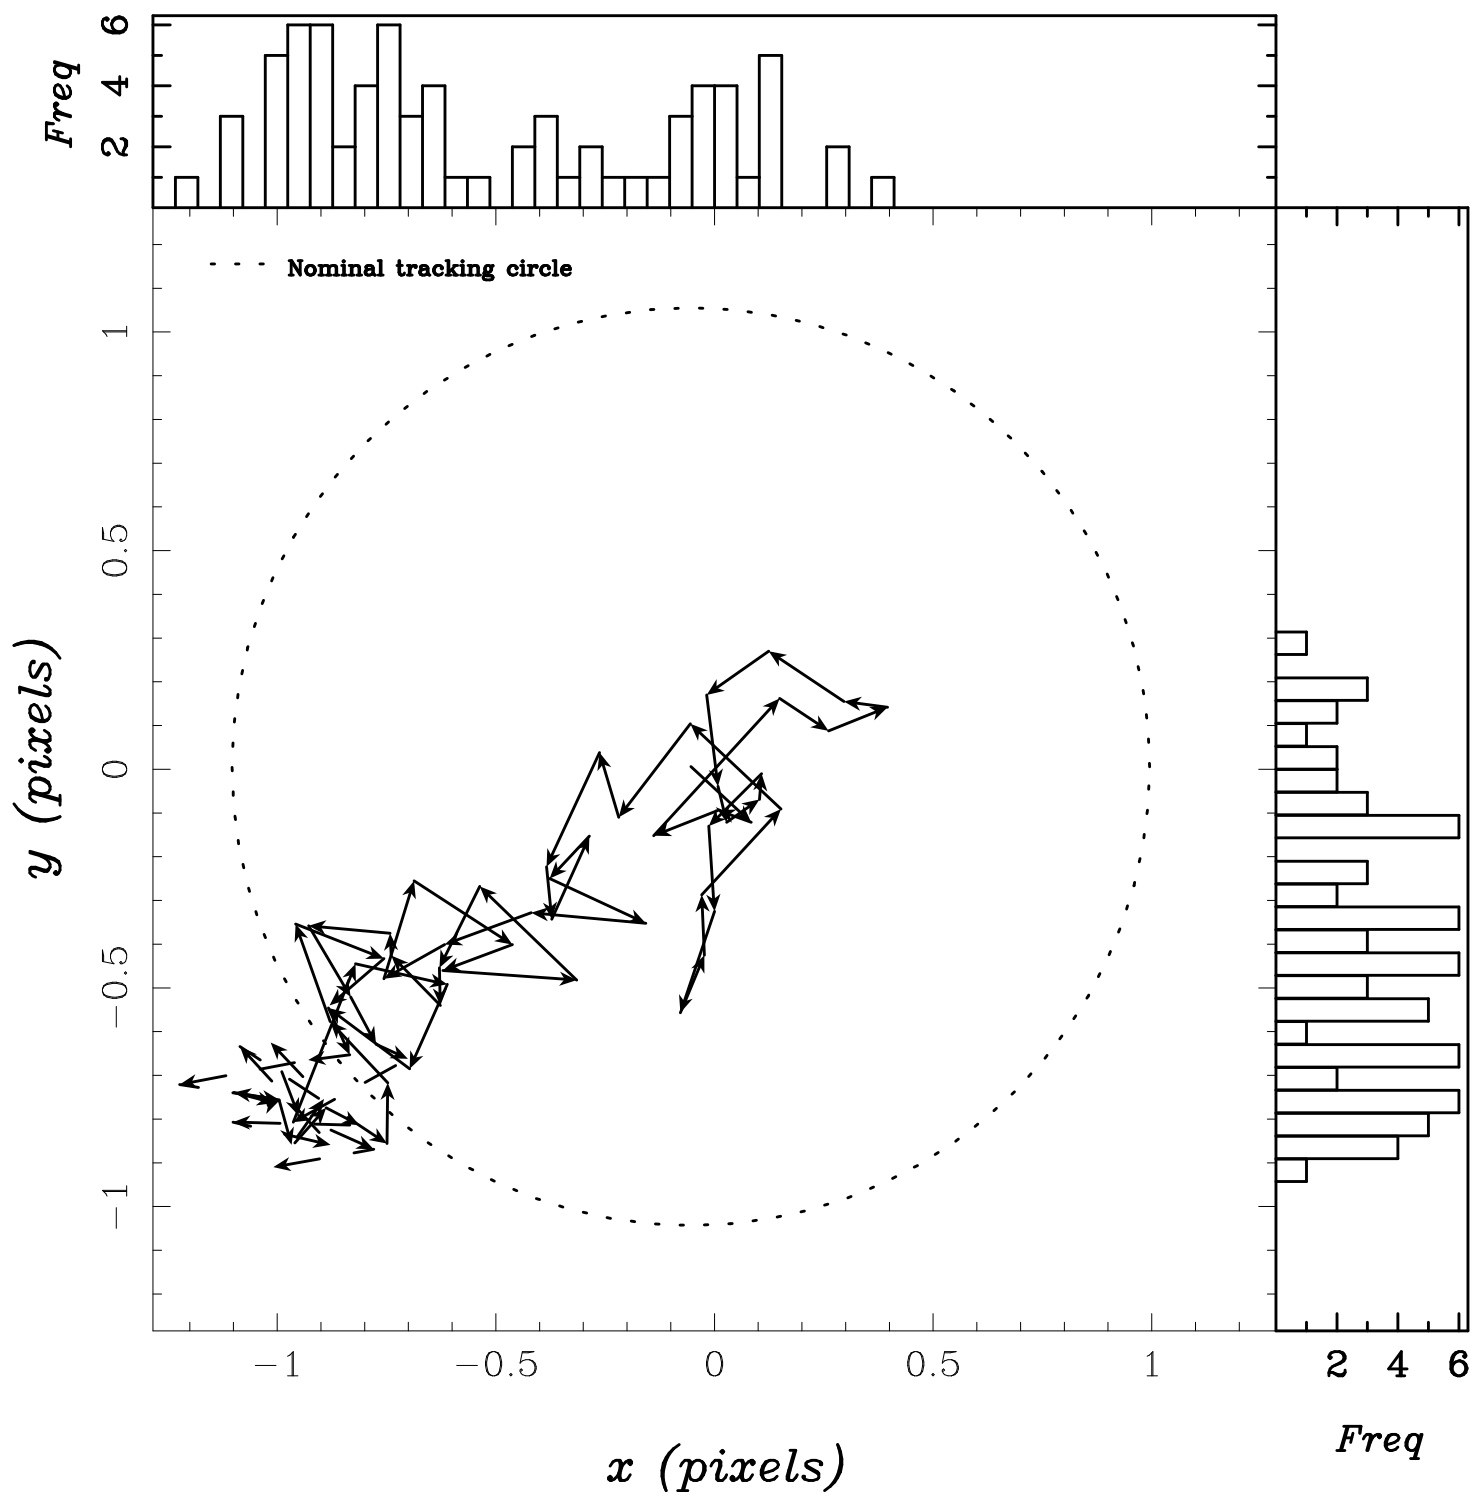 Freq
6
4
2
Nominal tracking circle
1
0.5
0
−0.5
−1
y (pixels)
−1 −0.5 0 0.5 1
2 4 6
Freq
x (pixels)